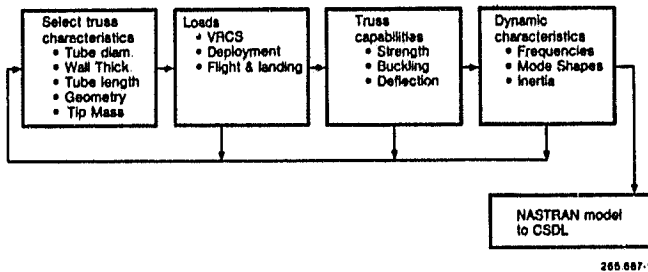 Select truss
characteristics
• Tube diam.
• Wall Thick.
• Tube length
• Geometry
• Tip Mass
Loads
• VRCS
• Deployment
• Flight & landing
Truss
capabilities
• Strength
• Buckling
• Deflection
Dynamic
characteristics
• Frequencies
• Mode Shapes
• Inertia
NASTRAN model
to CSDL